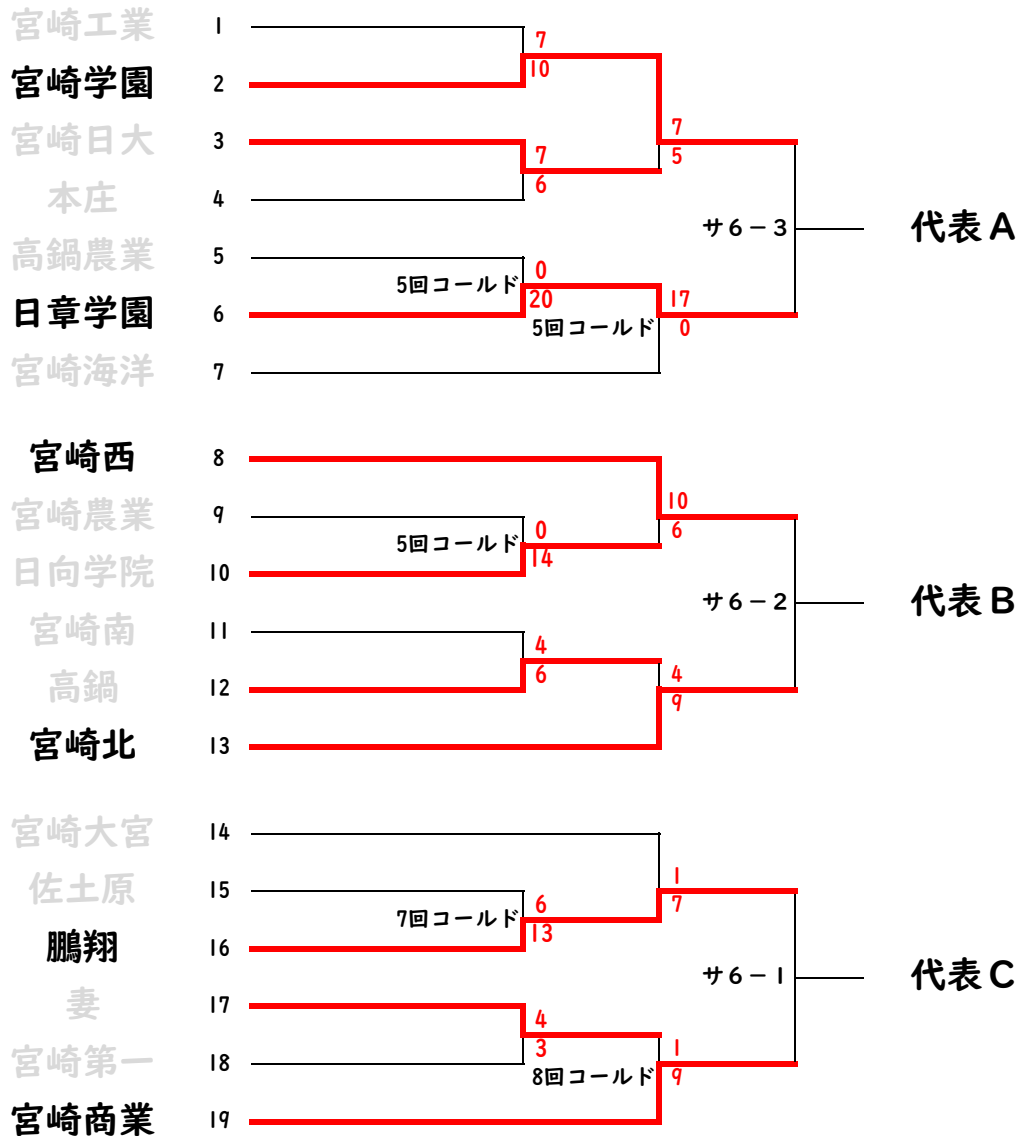 宮崎工業 1
7
宮崎学園 2
10
宮崎日大 3
7
7
5
6
本庄 4
サ6-3 代表A
高鍋農業 5
0
5回コールド
20
17
日章学園 6
5回コールド
0
宮崎海洋 7
宮崎西 8
10
宮崎農業 9
0
6
5回コールド
14
日向学院 10
サ6-2 代表B
宮崎南 11
4
6
4
高鍋 12
9
宮崎北 13
宮崎大宮 14
1
佐土原 15
6
7
7回コールド
13
鵬翔 16
サ6-1 代表C
妻 17
4
3
1
宮崎第一 18
8回コールド
9
宮崎商業 19